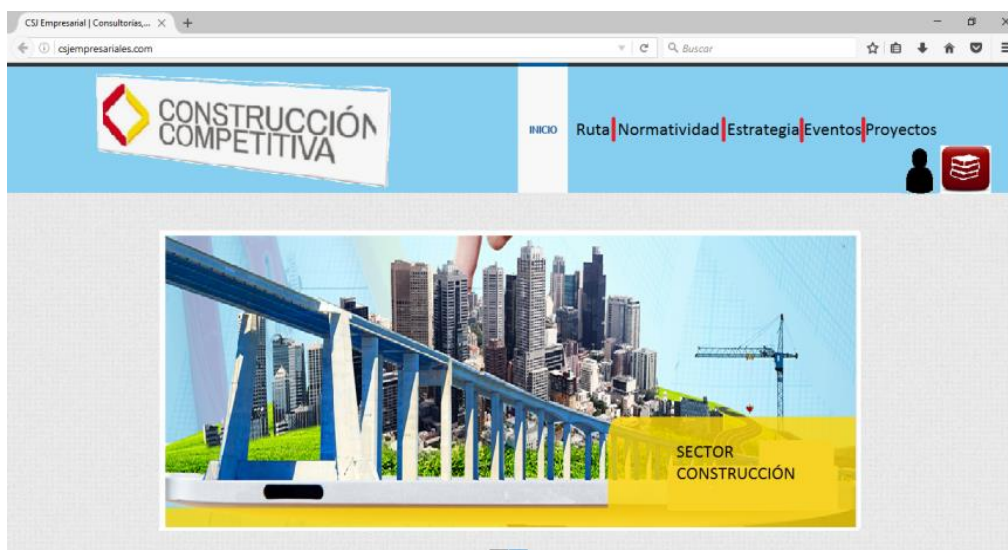 CSJ Empresarial | Consultorías,...
csjempresariales.com
Buscar
CONSTRUCCIÓN
COMPETITIVA
INICIO Ruta Normatividad Estrategia Eventos Proyectos
SECTOR
CONSTRUCCIÓN